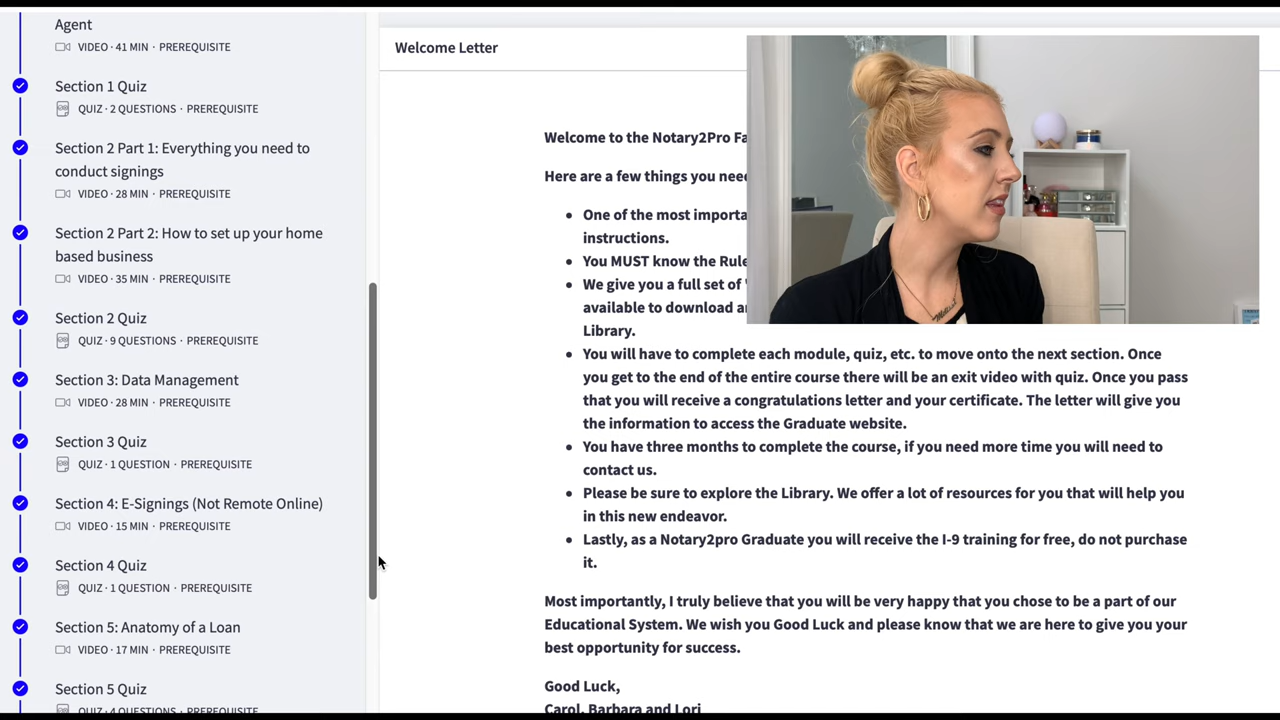 Agent
VIDEO · 41 MIN · PREREQUISITE
Section 1 Quiz
QUIZ · 2 QUESTIONS · PREREQUISITE
Section 2 Part 1: Everything you need to
conduct signings
VIDEO · 28 MIN · PREREQUISITE
Section 2 Part 2: How to set up your home
based business
VIDEO · 35 MIN · PREREQUISITE
Section 2 Quiz
QUIZ · 9 QUESTIONS · PREREQUISITE
Section 3: Data Management
VIDEO · 28 MIN · PREREQUISITE
Section 3 Quiz
QUIZ · 1 QUESTION · PREREQUISITE
Section 4: E-Signings (Not Remote Online)
VIDEO · 15 MIN · PREREQUISITE
Section 4 Quiz
QUIZ · 1 QUESTION · PREREQUISITE
Section 5: Anatomy of a Loan
VIDEO · 17 MIN · PREREQUISITE
Section 5 Quiz
QUIZ · 4 QUESTIONS · PREREQUISITE
Welcome Letter
Welcome to the Notary2Pro Fa
Here are a few things you need
• One of the most importa
instructions.
• You MUST know the Rule
• We give you a full set of
available to download a
Library.
• You will have to complete each module, quiz, etc. to move onto the next section. Once
you get to the end of the entire course there will be an exit video with quiz. Once you pass
that you will receive a congratulations letter and your certificate. The letter will give you
the information to access the Graduate website.
• You have three months to complete the course, if you need more time you will need to
contact us.
• Please be sure to explore the Library. We offer a lot of resources for you that will help you
in this new endeavor.
• Lastly, as a Notary2pro Graduate you will receive the I-9 training for free, do not purchase
it.
Most importantly, I truly believe that you will be very happy that you chose to be a part of our
Educational System. We wish you Good Luck and please know that we are here to give you your
best opportunity for success.
Good Luck,
Carol, Barbara and Lori